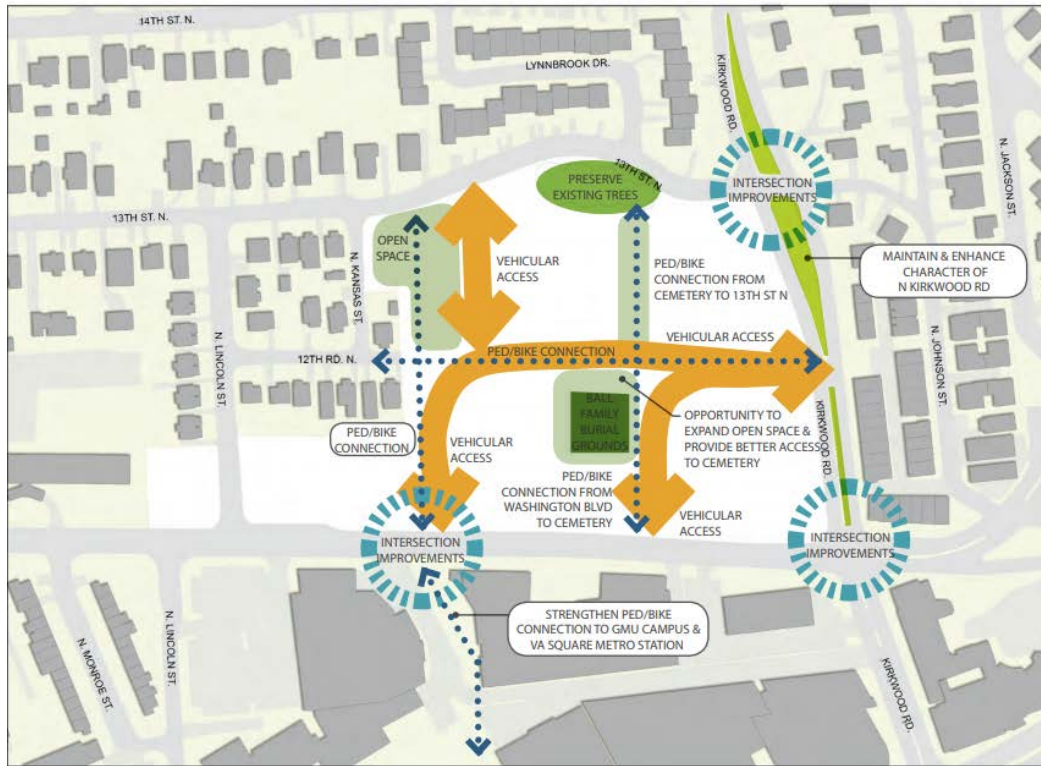 14TH ST. N.
LYNNBROOK DR.
KIRKWOOD RD.
N. JACKSON ST.
13TH ST. N.
PRESERVE
EXISTING TREES
INTERSECTION
IMPROVEMENTS
13TH ST. N.
OPEN
SPACE
N. KANSAS ST.
VEHICULAR
ACCESS
PED/BIKE
CONNECTION FROM
CEMETERY TO 13TH ST N
MAINTAIN & ENHANCE
CHARACTER OF
N KIRKWOOD RD
N. LINCOLN ST.
12TH RD. N.
PED/BIKE CONNECTION
VEHICULAR ACCESS
N. JOHNSON ST.
BALL
FAMILY
BURIAL
GROUNDS
OPPORTUNITY TO
EXPAND OPEN SPACE &
PROVIDE BETTER ACCESS
TO CEMETERY
KIRKWOOD RD
PED/BIKE
CONNECTION
VEHICULAR
ACCESS
PED/BIKE
CONNECTION FROM
WASHINGTON BLVD
TO CEMETERY
VEHICULAR
ACCESS
INTERSECTION
IMPROVEMENTS
INTERSECTION
IMPROVEMENTS
STRENGTHEN PED/BIKE
CONNECTION TO GMU CAMPUS &
VA SQUARE METRO STATION
N. MONROE ST.
N. LINCOLN ST.
KIRKWOOD RD.